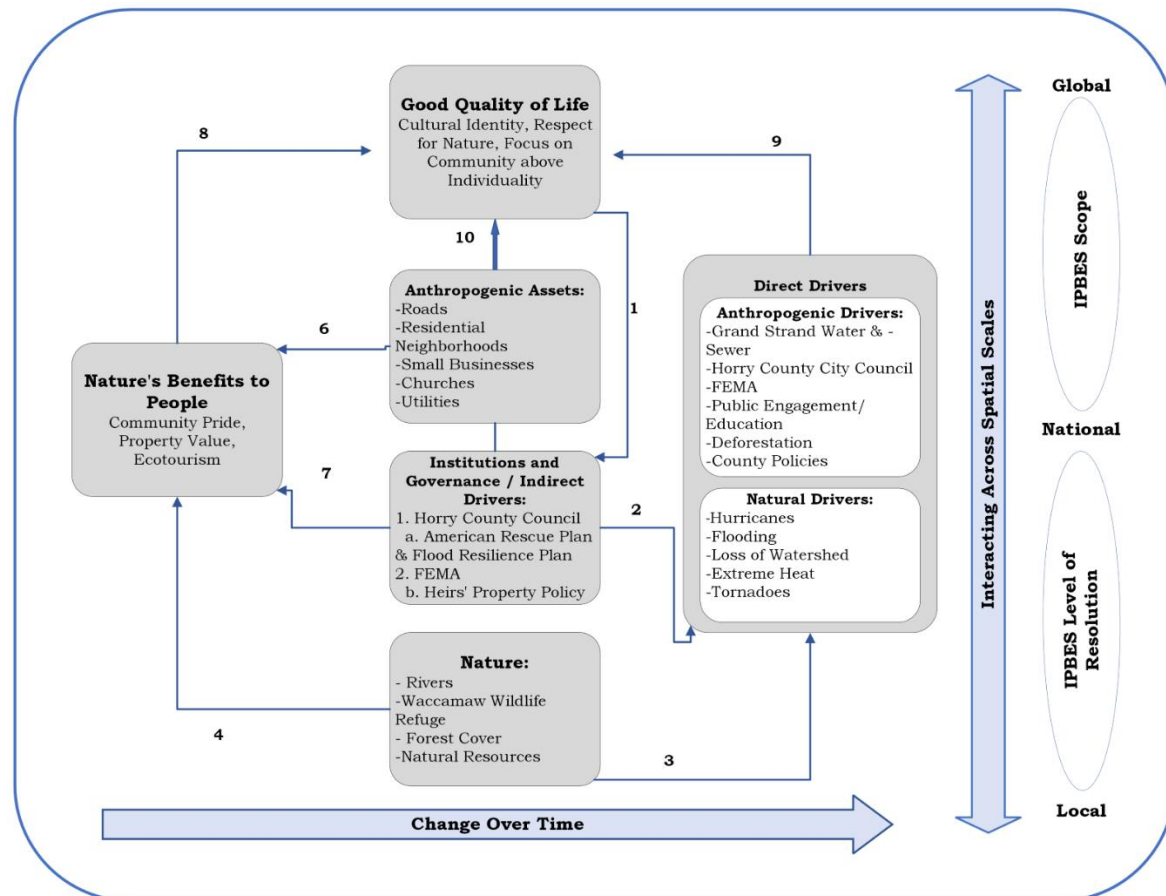 Good Quality of Life
Cultural Identity, Respect
for Nature, Focus on
Community above
Individuality
8
9
10
1
Anthropogenic Assets:
-Roads
-Residential
Neighborhoods
-Small Businesses
-Churches
-Utilities
6
Nature's Benefits to
People
Community Pride,
Property Value,
Ecotourism
7
Institutions and
Governance / Indirect
Drivers:
1. Horry County Council
a. American Rescue Plan
& Flood Resilience Plan
2. FEMA
b. Heirs' Property Policy
2
Direct Drivers
Anthropogenic Drivers:
-Grand Strand Water & -
Sewer
-Horry County City Council
-FEMA
-Public Engagement/
Education
-Deforestation
-County Policies
Natural Drivers:
-Hurricanes
-Flooding
-Loss of Watershed
-Extreme Heat
-Tornadoes
Nature:
- Rivers
-Waccamaw Wildlife
Refuge
- Forest Cover
-Natural Resources
4
3
Change Over Time
Interacting Across Spatial Scales
Global
IPBES Scope
National
IPBES Level of
Resolution
Local